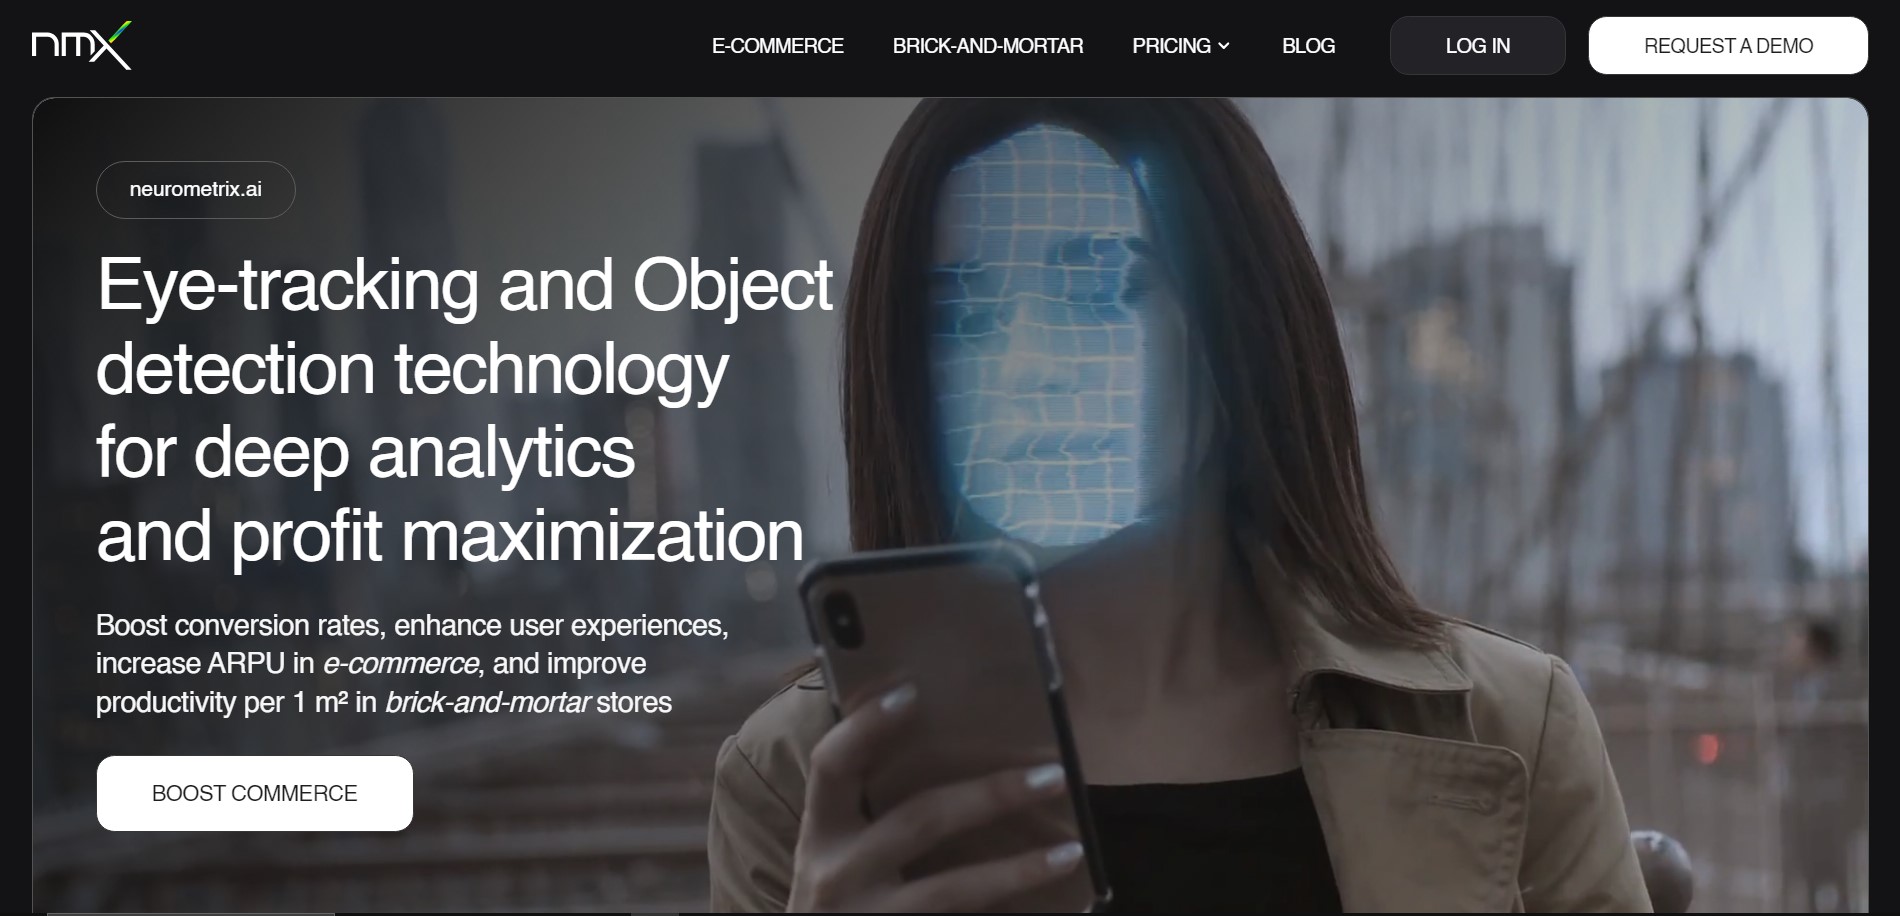 nmx
E-COMMERCE
BRICK-AND-MORTAR
PRICING
BLOG
LOG IN
REQUEST A DEMO
neurometrix.ai
Eye-tracking and Object
detection technology
for deep analytics
and profit maximization
Boost conversion rates, enhance user experiences,
increase ARPU in e-commerce, and improve
productivity per 1 m² in brick-and-mortar stores
BOOST COMMERCE